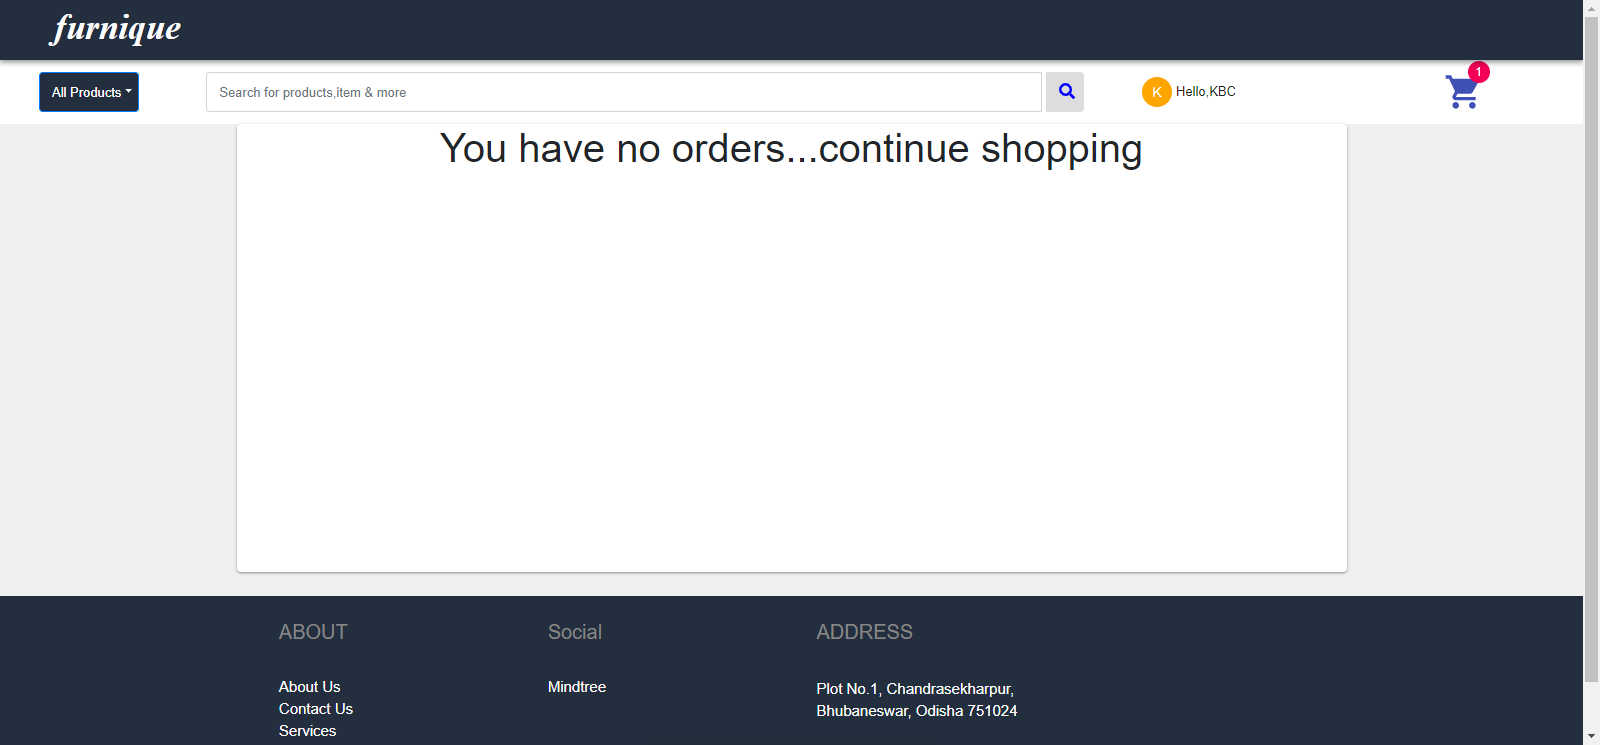 furnique
All Products
Search for products,item & more
K
Hello,KBC
1
You have no orders...continue shopping
ABOUT
Social
ADDRESS
About Us
Contact Us
Services
Mindtree
Plot No.1, Chandrasekharpur,
Bhubaneswar, Odisha 751024